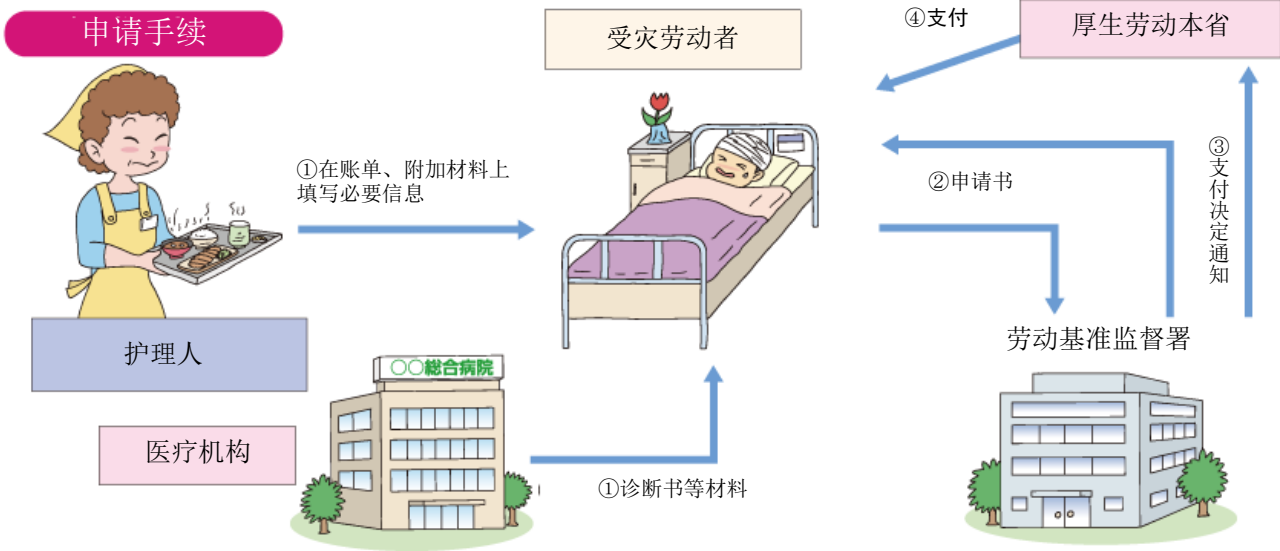 申请手续
受灾劳动者
④支付
厚生劳动本省
①在账单、附加材料上
填写必要信息
②申请书
③支付决定通知
护理人
劳动基准监督署
〇〇総合病院
医疗机构
①诊断书等材料